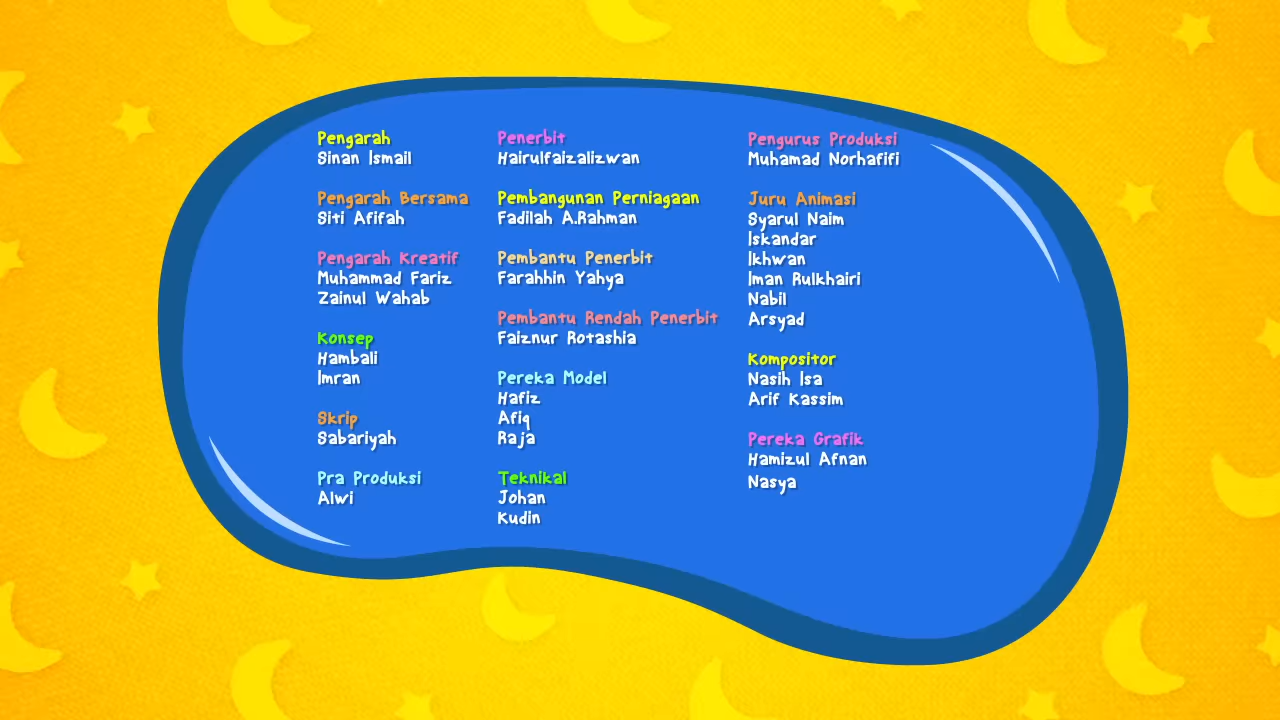 Pengarah
Sinan Ismail
Pengarah Bersama
Siti Afifah
Pengarah Kreatif
Muhammad Fariz
Zainul Wahab
Konsep
Hambali
Imran
Skrip
Sabariyah
Pra Produksi
Alwi
Penerbit
Hairulfaizalizwan
Pembangunan Perniagaan
Fadilah A.Rahman
Pembantu Penerbit
Farahhin Yahya
Pembantu Rendah Penerbit
Faiznur Rotashia
Pereka Model
Hafiz
Afiq
Raja
Teknikal
Johan
Kudin
Pengurus Produksi
Muhamad Norhafifi
Juru Animasi
Syarul Naim
Iskandar
Ikhwan
Iman Rulkhairi
Nabil
Arsyad
Kompositor
Nasih Isa
Arif Kassim
Pereka Grafik
Hamizul Afnan
Nasya